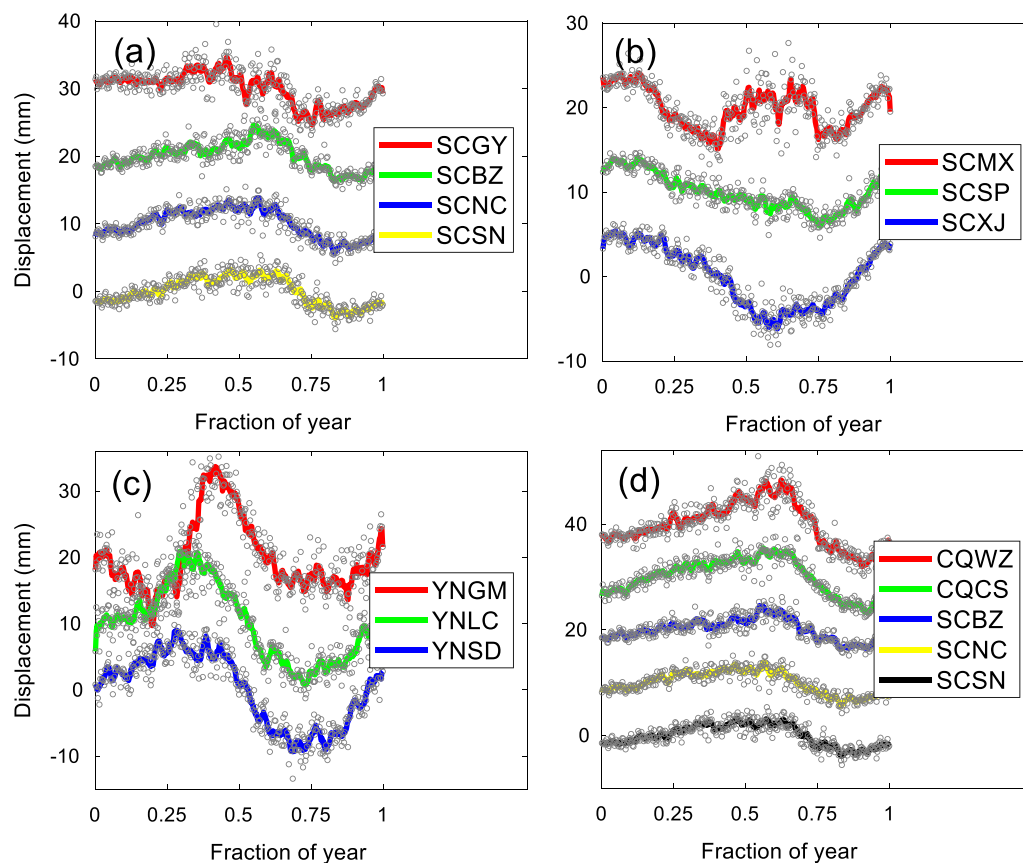 (a)
40
30
20
10
0
-10
Displacement (mm)
SCGY
SCBZ
SCNC
SCSN
0 0.25 0.5 0.75 1
Fraction of year
(b)
30
20
10
0
-10
SCMX
SCSP
SCXJ
0 0.25 0.5 0.75 1
Fraction of year
(c)
30
20
10
0
-10
Displacement (mm)
YNGM
YNLC
YNSD
0 0.25 0.5 0.75 1
Fraction of year
(d)
40
20
0
CQWZ
CQCS
SCBZ
SCNC
SCSN
0 0.25 0.5 0.75 1
Fraction of year